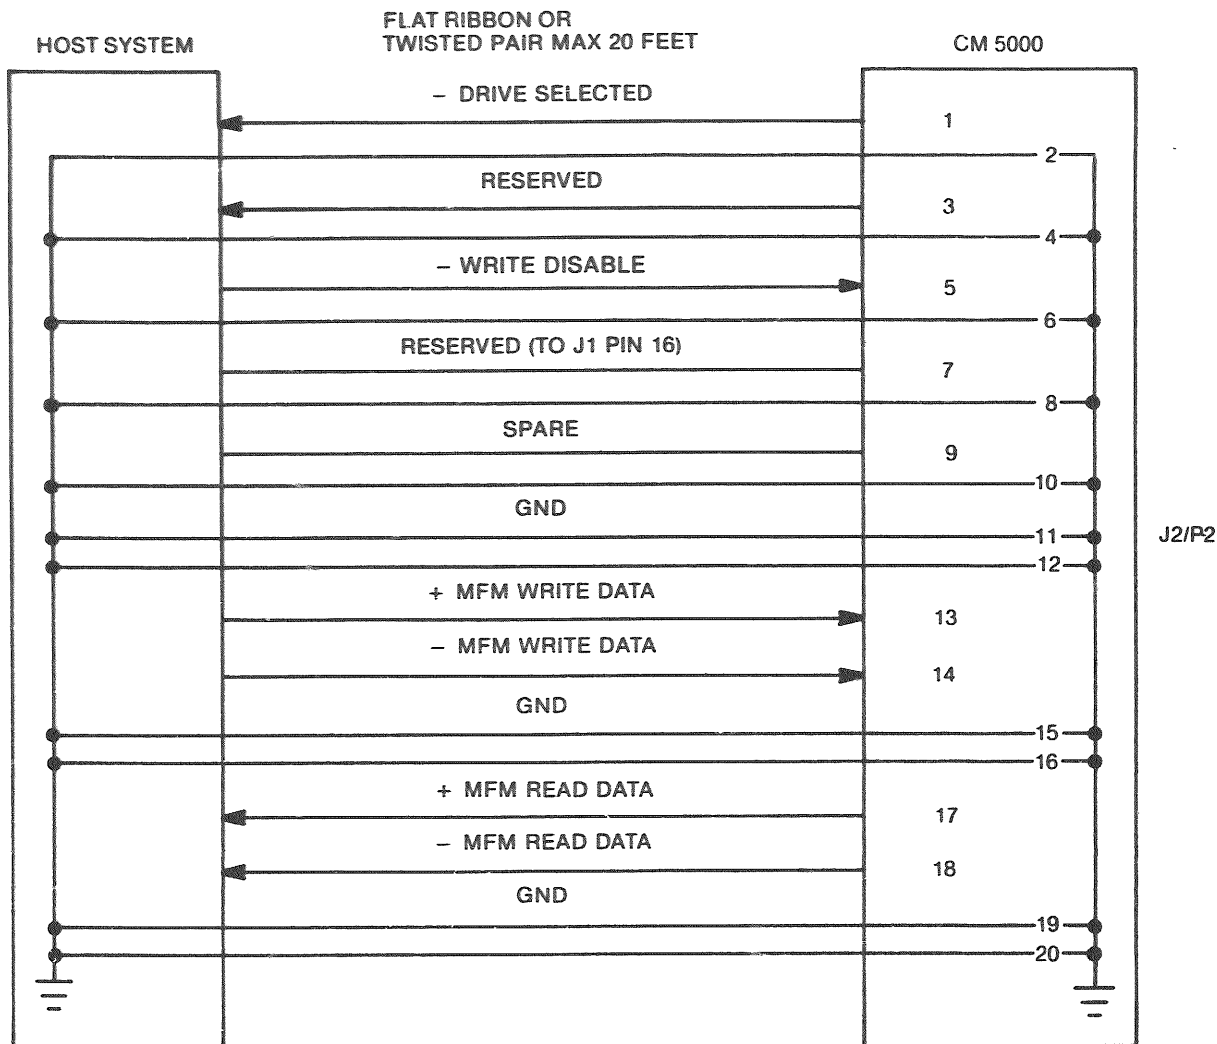 FLAT RIBBON OR
TWISTED PAIR MAX 20 FEET
HOST SYSTEM
CM 5000
– DRIVE SELECTED
1
2
RESERVED
3
4
– WRITE DISABLE
5
6
RESERVED (TO J1 PIN 16)
7
8
SPARE
9
10
GND
11
J2/P2
12
+ MFM WRITE DATA
13
– MFM WRITE DATA
14
GND
15
16
+ MFM READ DATA
17
– MFM READ DATA
18
GND
19
20